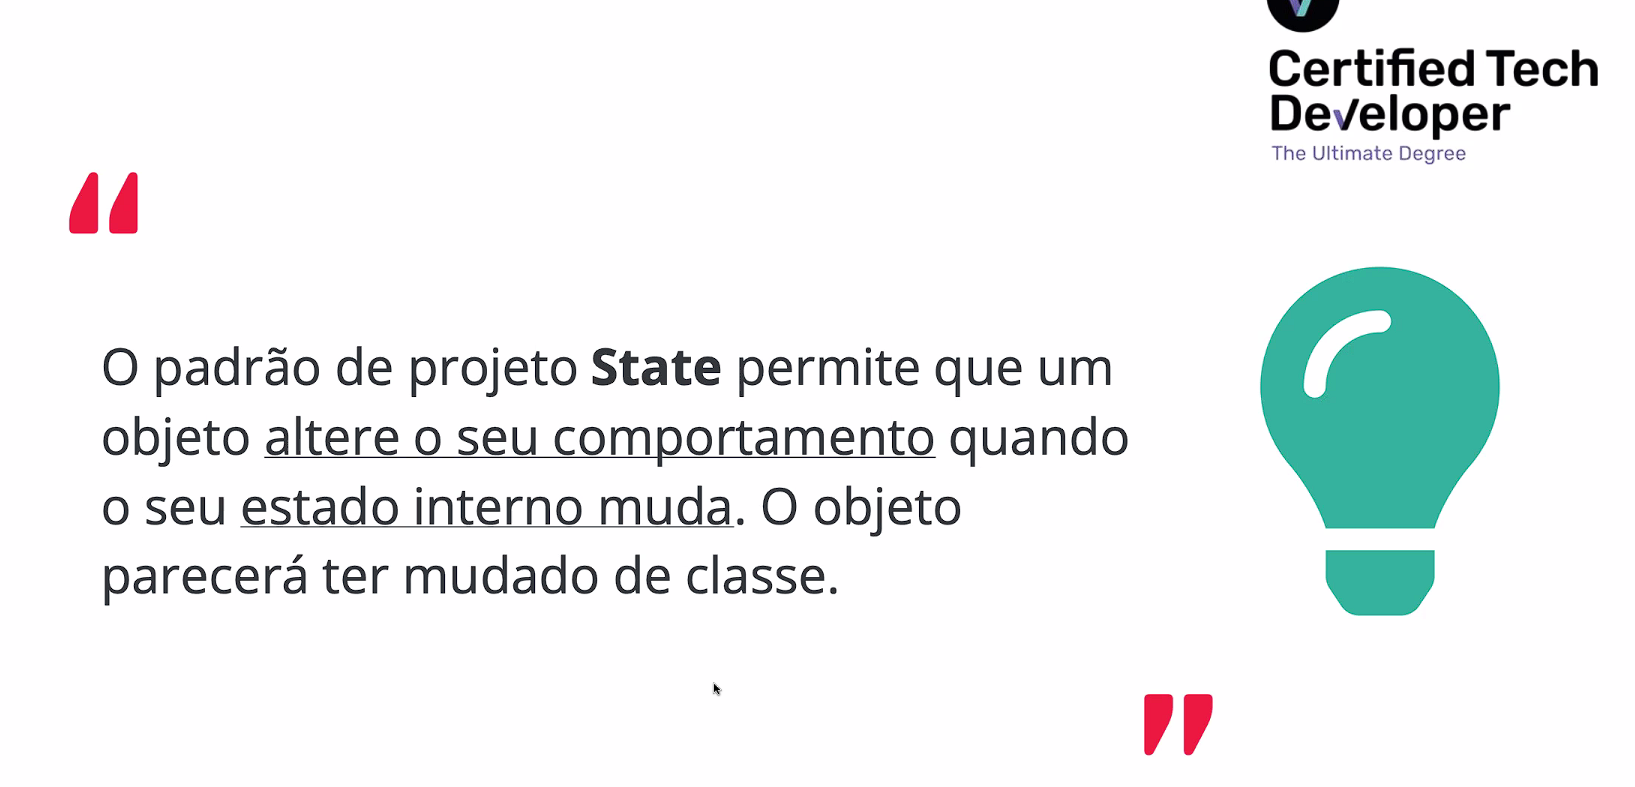 Certified Tech
Developer
The Ultimate Degree
“
O padrão de projeto State permite que um
objeto altere o seu comportamento quando
o seu estado interno muda. O objeto
parecerá ter mudado de classe.
”